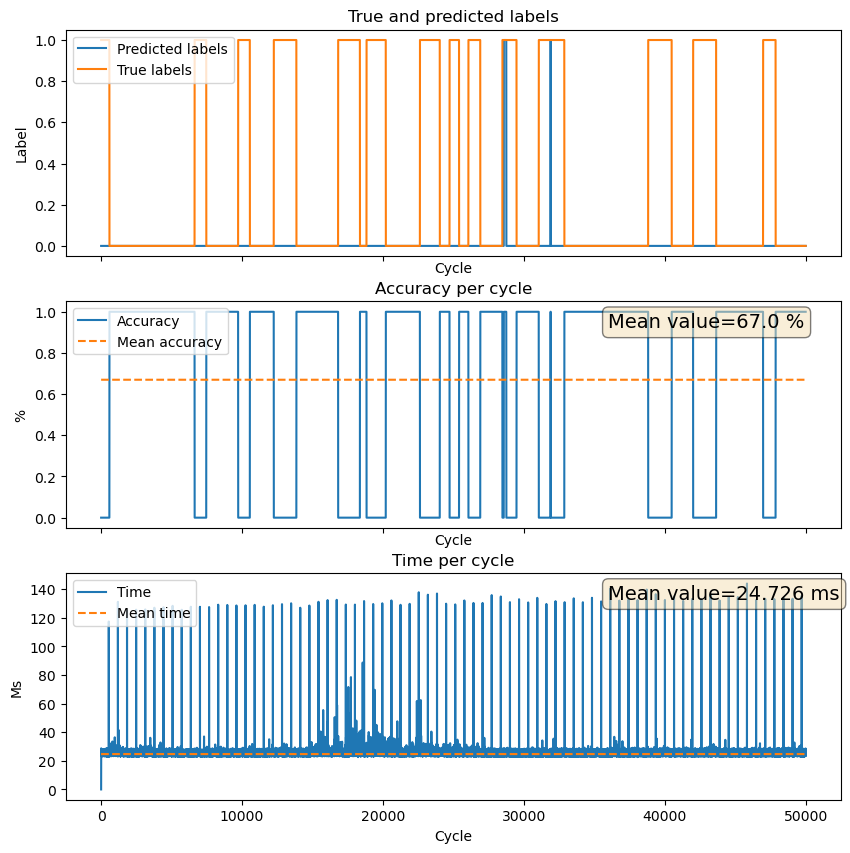 True and predicted labels
1.0
0.8
0.6
0.4
0.2
0.0
Label
Predicted labels
True labels
Cycle
Accuracy per cycle
1.0
0.8
0.6
0.4
0.2
0.0
%
Accuracy
Mean accuracy
Mean value=67.0 %
Cycle
Time per cycle
140
120
100
80
60
40
20
0
Ms
Time
Mean time
Mean value=24.726 ms
0 10000 20000 30000 40000 50000
Cycle